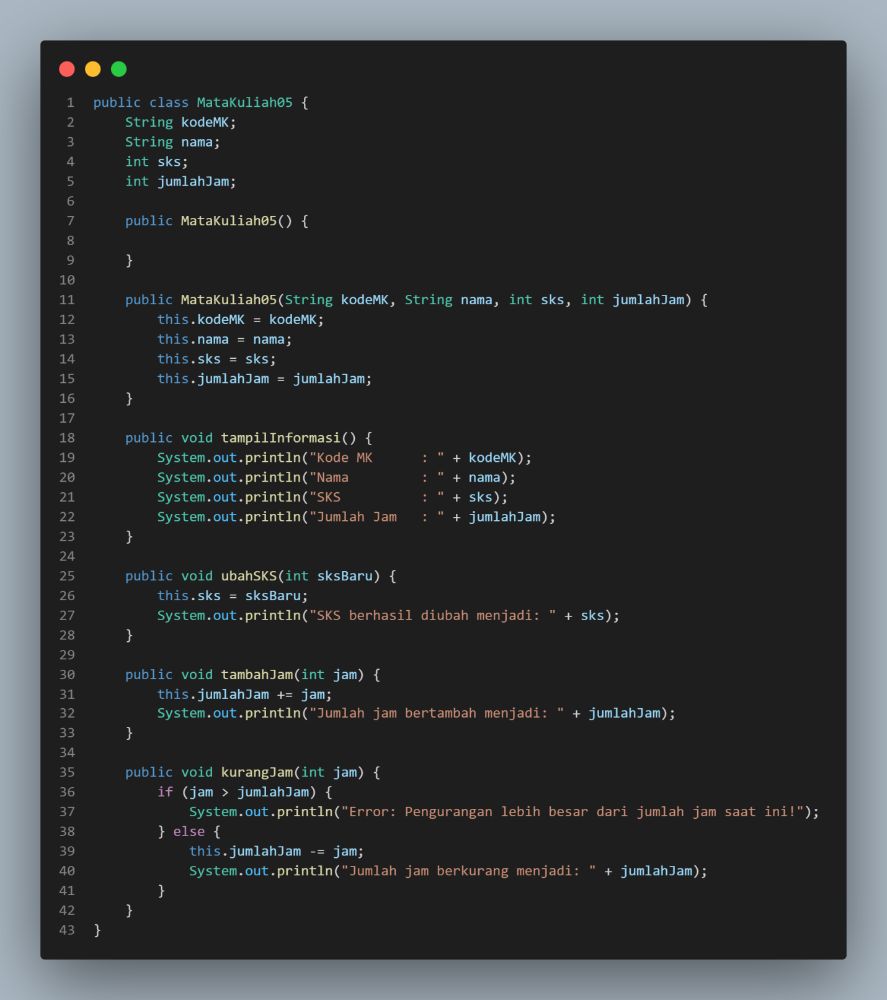 1 public class MataKuliah05 {
2     String kodeMK;
3     String nama;
4     int sks;
5     int jumlahJam;
6
7     public MataKuliah05() {
8
9     }
10
11     public MataKuliah05(String kodeMK, String nama, int sks, int jumlahJam) {
12         this.kodeMK = kodeMK;
13         this.nama = nama;
14         this.sks = sks;
15         this.jumlahJam = jumlahJam;
16     }
17
18     public void tampilInformasi() {
19         System.out.println("Kode MK      : " + kodeMK);
20         System.out.println("Nama         : " + nama);
21         System.out.println("SKS          : " + sks);
22         System.out.println("Jumlah Jam   : " + jumlahJam);
23     }
24
25     public void ubahSKS(int sksBaru) {
26         this.sks = sksBaru;
27         System.out.println("SKS berhasil diubah menjadi: " + sks);
28     }
29
30     public void tambahJam(int jam) {
31         this.jumlahJam += jam;
32         System.out.println("Jumlah jam bertambah menjadi: " + jumlahJam);
33     }
34
35     public void kurangJam(int jam) {
36         if (jam > jumlahJam) {
37             System.out.println("Error: Pengurangan lebih besar dari jumlah jam saat ini!");
38         } else {
39             this.jumlahJam -= jam;
40             System.out.println("Jumlah jam berkurang menjadi: " + jumlahJam);
41         }
42     }
43 }